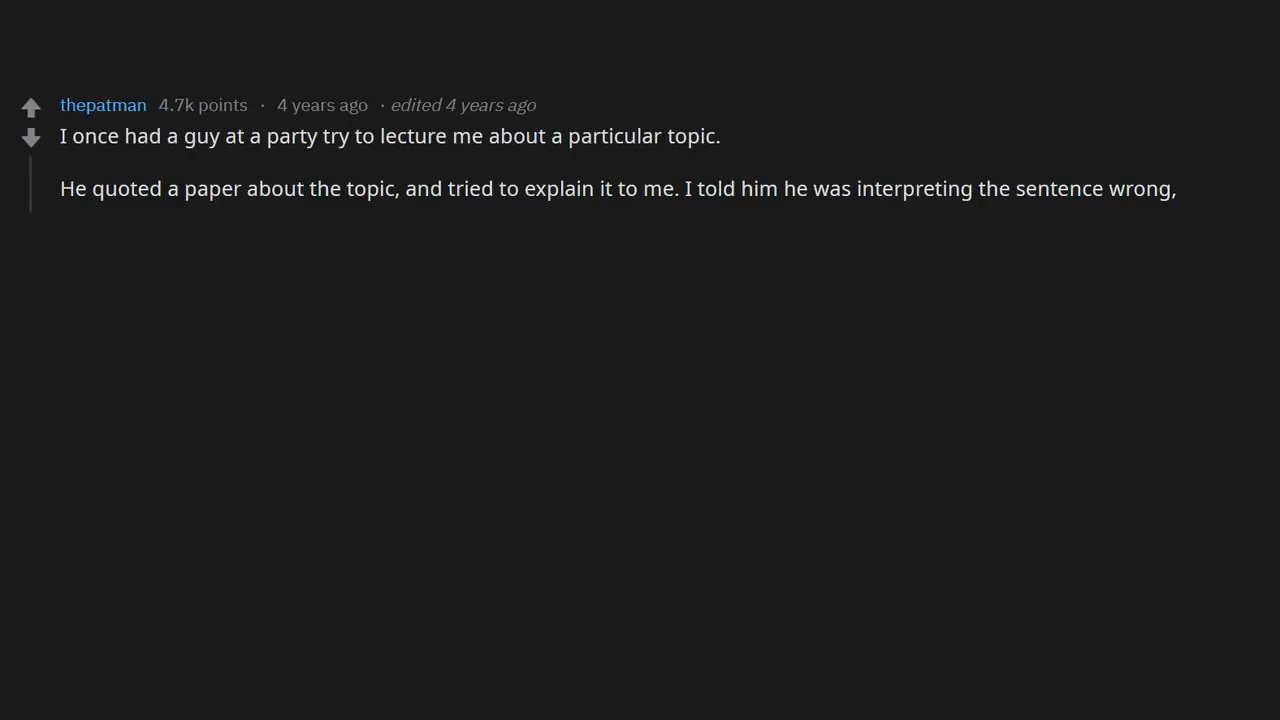 thepatman 4.7k points · 4 years ago · edited 4 years ago
I once had a guy at a party try to lecture me about a particular topic.
He quoted a paper about the topic, and tried to explain it to me. I told him he was interpreting the sentence wrong,